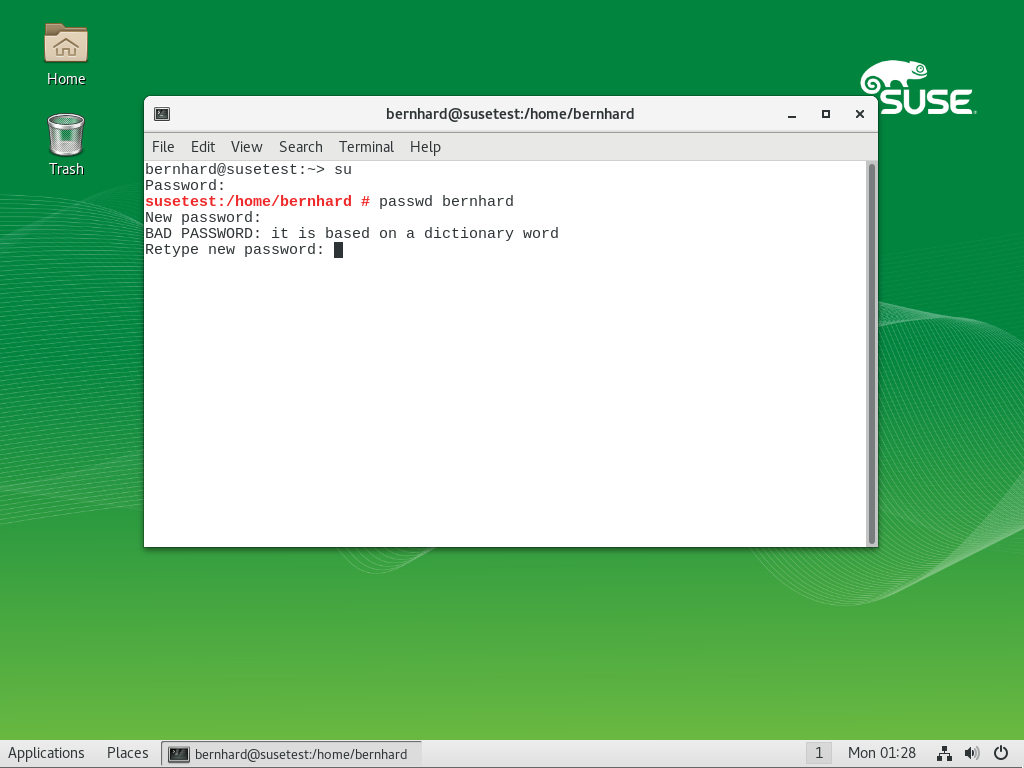 Home
Trash
SUSE
bernhard@susetest:/home/bernhard
File Edit View Search Terminal Help
bernhard@susetest:~> su
Password:
susetest:/home/bernhard # passwd bernhard
New password:
BAD PASSWORD: it is based on a dictionary word
Retype new password:
Applications Places bernhard@susetest:/home/bernhard 1 Mon 01:28